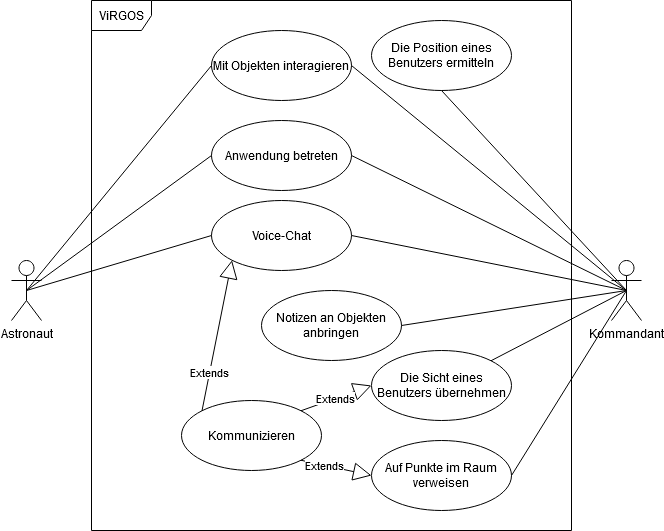 ViRGOS
Die Position eines
Benutzers ermitteln
Mit Objekten interagieren
Anwendung betreten
Voice-Chat
Astronaut
Kommandant
Notizen an Objekten
anbringen
Extends
Die Sicht eines
Benutzers übernehmen
Extends
Kommunizieren
Extends
Auf Punkte im Raum
verweisen